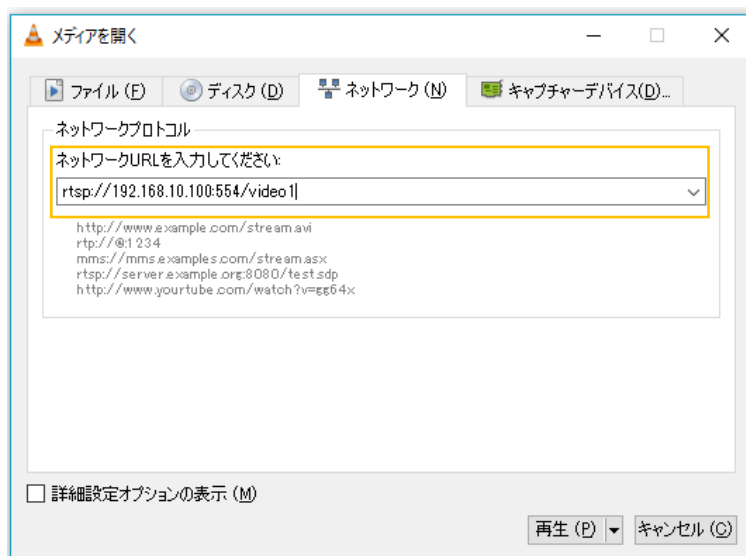 メディアを開く
ファイル (F) ディスク (D) ネットワーク (N) キャプチャーデバイス(D)...
ネットワークプロトコル
ネットワークURLを入力してください:
rtsp://192.168.10.100:554/video1
http://www.example.com/stream.avi
rtp://@:1234
mms://mms.examples.com/stream.asx
rtsp://server.example.org:8080/test.sdp
http://www.yourtube.com/watch?v=gg64x
詳細設定オプションの表示 (M)
再生 (P) キャンセル (C)